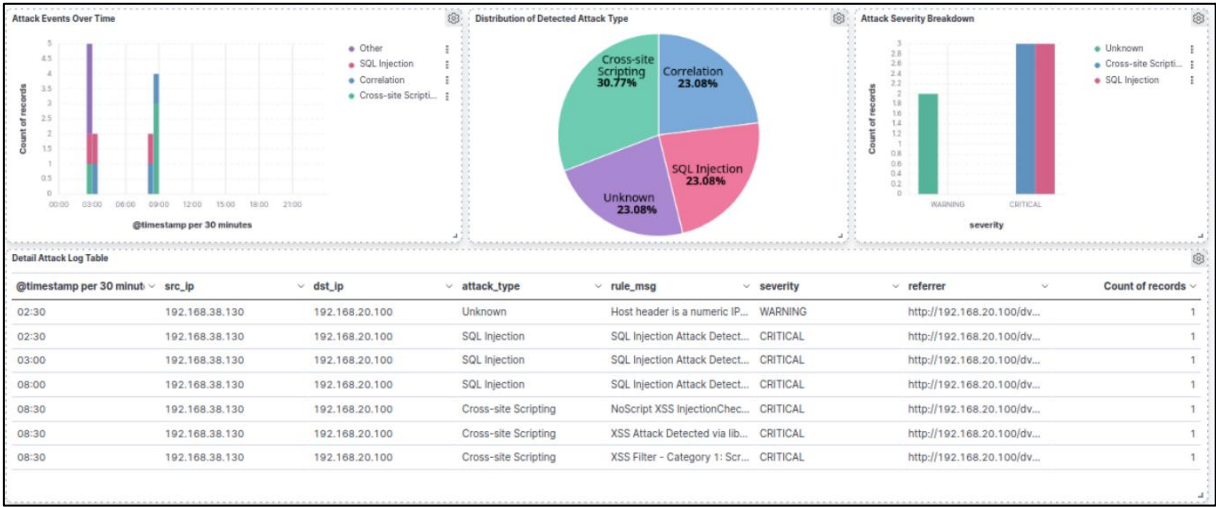 Attack Events Over Time
5
4.5
4
3.5
3
2.5
2
1.5
1
0.5
0
Count of records
00:00 03:00 06:00 09:00 12:00 15:00 18:00 21:00
@timestamp per 30 minutes
Other
SQL Injection
Correlation
Cross-site Scripti...
Distribution of Detected Attack Type
Cross-site
Scripting
30.77%
Correlation
23.08%
SQL Injection
23.08%
Unknown
23.08%
Attack Severity Breakdown
3
2.8
2.6
2.4
2.2
2
1.8
1.6
1.4
1.2
1
0.8
0.6
0.4
0.2
0
Count of records
WARNING CRITICAL
severity
Unknown
Cross-site Scripti...
SQL Injection
Detail Attack Log Table
@timestamp per 30 minut src_ip dst_ip attack_type rule_msg severity referrer Count of records
02:30 192.168.38.130 192.168.20.100 Unknown Host header is a numeric IP... WARNING http://192.168.20.100/dv... 1
02:30 192.168.38.130 192.168.20.100 SQL Injection SQL Injection Attack Detect... CRITICAL http://192.168.20.100/dv... 1
03:00 192.168.38.130 192.168.20.100 SQL Injection SQL Injection Attack Detect... CRITICAL http://192.168.20.100/dv... 1
08:00 192.168.38.130 192.168.20.100 SQL Injection SQL Injection Attack Detect... CRITICAL http://192.168.20.100/dv... 1
08:30 192.168.38.130 192.168.20.100 Cross-site Scripting NoScript XSS InjectionChec... CRITICAL http://192.168.20.100/dv... 1
08:30 192.168.38.130 192.168.20.100 Cross-site Scripting XSS Attack Detected via lib... CRITICAL http://192.168.20.100/dv... 1
08:30 192.168.38.130 192.168.20.100 Cross-site Scripting XSS Filter - Category 1: Scr... CRITICAL http://192.168.20.100/dv... 1